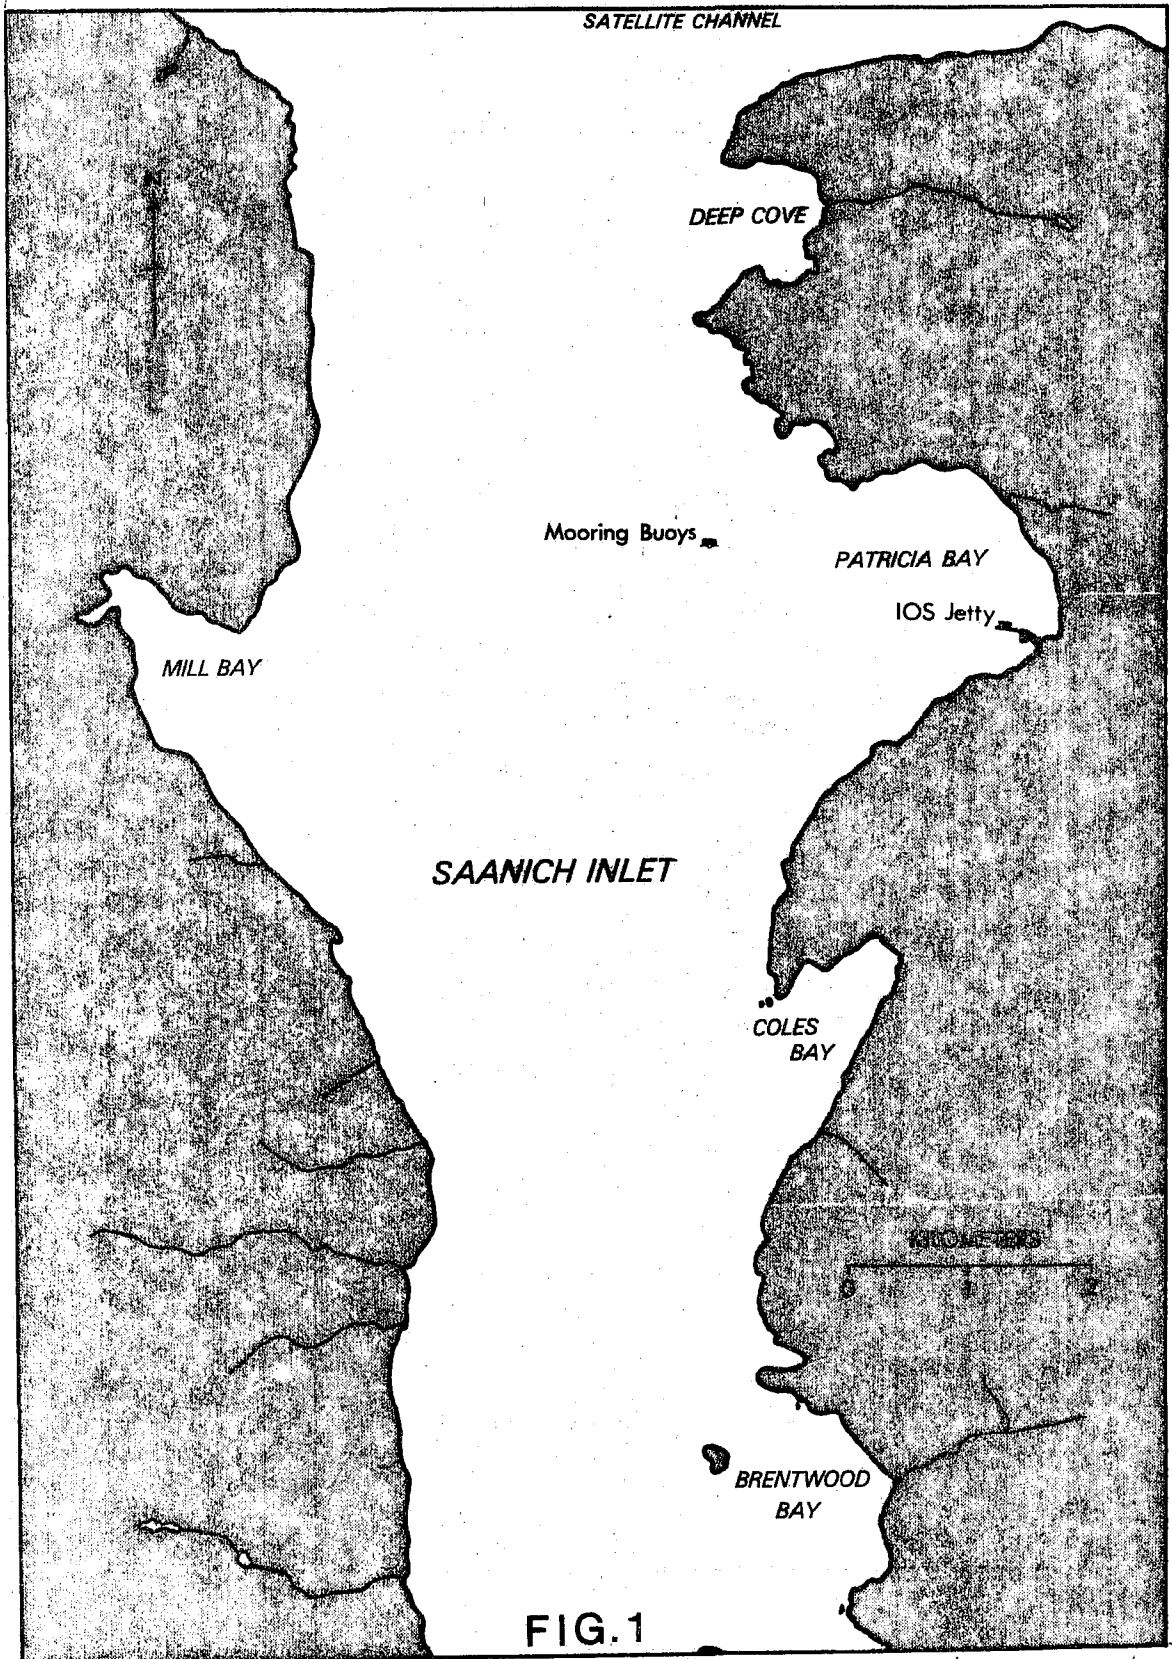 SATELLITE CHANNEL
N
DEEP COVE
Mooring Buoys
PATRICIA BAY
IOS Jetty
MILL BAY
SAANICH INLET
COLES
BAY
KILOMETERS
0 1 2
BRENTWOOD
BAY
FIG.1